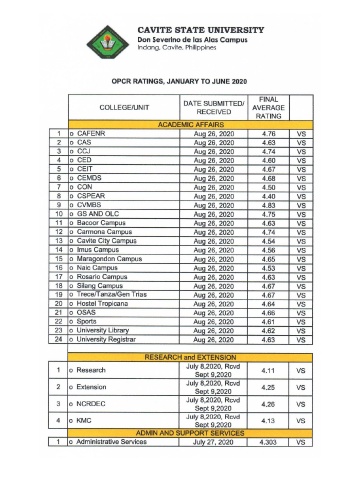 CAVITE STATE UNIVERSITY
Don Severino de las Alas Campus
Indang, Cavite, Philippines
OPCR RATINGS, JANUARY TO JUNE 2020
COLLEGE/UNIT DATE SUBMITTED/ RECEIVED FINAL AVERAGE RATING
ACADEMIC AFFAIRS
1 o CAFENR Aug 26, 2020 4.76 VS
2 o CAS Aug 26, 2020 4.63 VS
3 o CCJ Aug 26, 2020 4.74 VS
4 o CED Aug 26, 2020 4.60 VS
5 o CEIT Aug 26, 2020 4.67 VS
6 o CEMDS Aug 26, 2020 4.68 VS
7 o CON Aug 26, 2020 4.50 VS
8 o CSPEAR Aug 26, 2020 4.40 VS
9 o CVMBS Aug 26, 2020 4.83 VS
10 o GS AND OLC Aug 26, 2020 4.75 VS
11 o Bacoor Campus Aug 26, 2020 4.63 VS
12 o Carmona Campus Aug 26, 2020 4.74 VS
13 o Cavite City Campus Aug 26, 2020 4.54 VS
14 o Imus Campus Aug 26, 2020 4.56 VS
15 o Maragondon Campus Aug 26, 2020 4.65 VS
16 o Naic Campus Aug 26, 2020 4.53 VS
17 o Rosario Campus Aug 26, 2020 4.63 VS
18 o Silang Campus Aug 26, 2020 4.67 VS
19 o Trece/Tanza/Gen Trias Aug 26, 2020 4.67 VS
20 o Hostel Tropicana Aug 26, 2020 4.64 VS
21 o OSAS Aug 26, 2020 4.66 VS
22 o Sports Aug 26, 2020 4.61 VS
23 o University Library Aug 26, 2020 4.62 VS
24 o University Registrar Aug 26, 2020 4.63 VS
RESEARCH and EXTENSION
1 o Research July 8,2020, Rcvd Sept 9,2020 4.11 VS
2 o Extension July 8,2020, Rcvd Sept 9,2020 4.25 VS
3 o NCRDEC July 8,2020, Rcvd Sept 9,2020 4.26 VS
4 o KMC July 8,2020, Rcvd Sept 9,2020 4.13 VS
ADMIN AND SUPPORT SERVICES
1 o Administrative Services July 27, 2020 4.303 VS